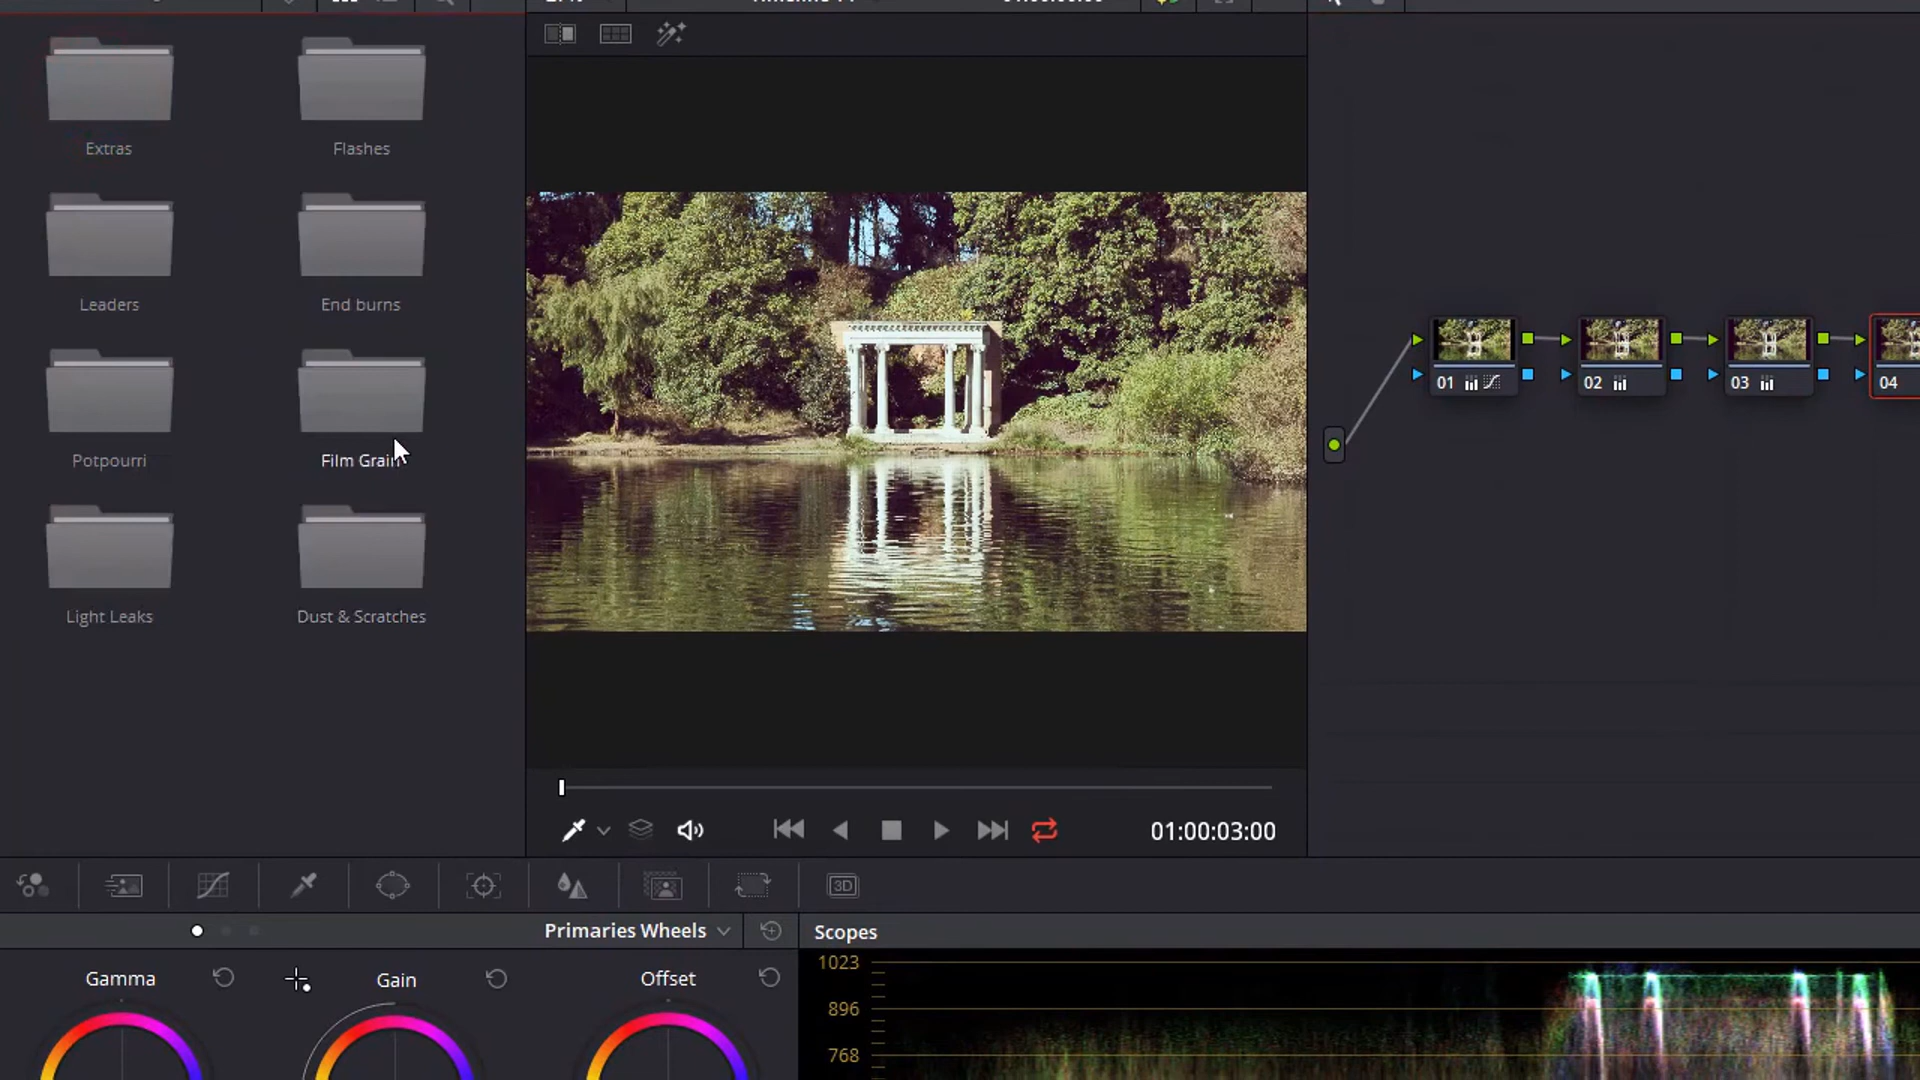 Extras
Flashes
Leaders
End burns
Potpourri
Film Grain
Light Leaks
Dust & Scratches
01
02
03
04
01:00:03:00
3D
Primaries Wheels
Scopes
Gamma
Gain
Offset
1023
896
768